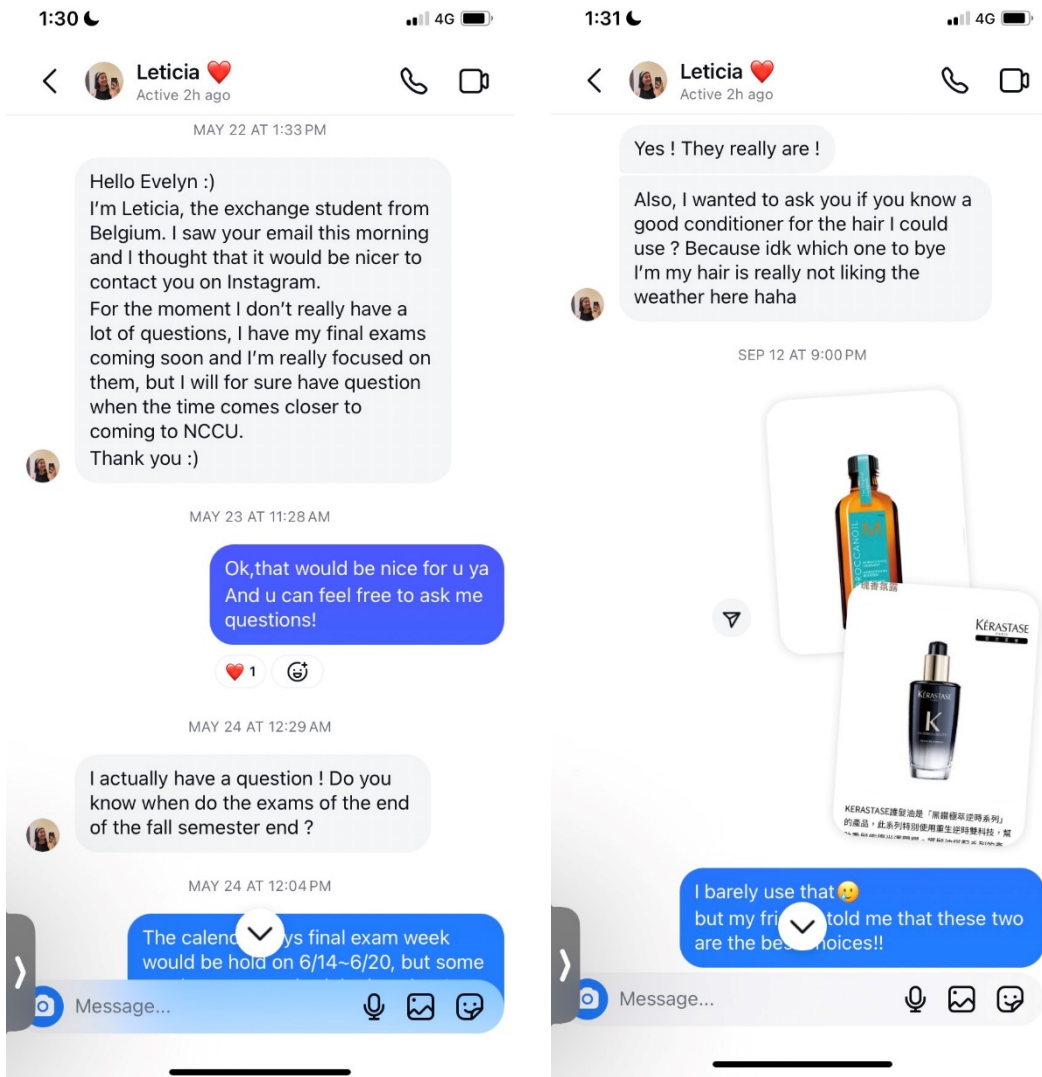 1:30
4G
Leticia ❤️
Active 2h ago
MAY 22 AT 1:33 PM
Hello Evelyn :)
I'm Leticia, the exchange student from
Belgium. I saw your email this morning
and I thought that it would be nicer to
contact you on Instagram.
For the moment I don't really have a
lot of questions, I have my final exams
coming soon and I'm really focused on
them, but I will for sure have question
when the time comes closer to
coming to NCCU.
Thank you :)
MAY 23 AT 11:28 AM
Ok,that would be nice for u ya
And u can feel free to ask me
questions!
❤️ 1
MAY 24 AT 12:29 AM
I actually have a question ! Do you
know when do the exams of the end
of the fall semester end ?
MAY 24 AT 12:04 PM
The ys final exam week
would be hold on 6/14~6/20, but some
Message...
1:31
4G
Leticia ❤️
Active 2h ago
Yes ! They really are !
Also, I wanted to ask you if you know a
good conditioner for the hair I could
use ? Because idk which one to bye
I'm my hair is really not liking the
weather here haha
SEP 12 AT 9:00 PM
MOROCCANOIL
M
KÉRASTASE
PARIS
KÉRASTASE
K
KERASTASE護髮油是「黑鑽極萃逆時系列」
的產品，此系列特別使用重生逆時雙科技，幫
I barely use that🥲
but my told me that these two
are the
Message...